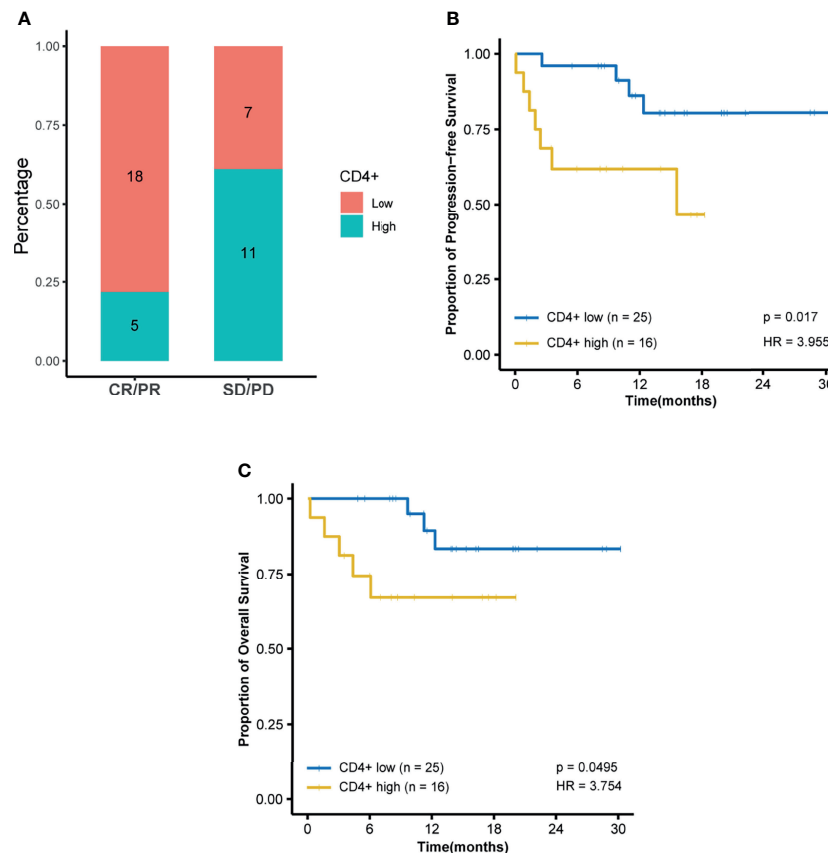 A
Percentage
1.00
0.75
0.50
0.25
0.00
18
5
7
11
CR/PR
SD/PD
CD4+
Low
High
B
Proportion of Progression-free Survival
1.00
0.75
0.50
0.25
0.00
CD4+ low (n = 25)
p = 0.017
CD4+ high (n = 16)
HR = 3.955
0 6 12 18 24 30
Time(months)
C
Proportion of Overall Survival
1.00
0.75
0.50
0.25
0.00
CD4+ low (n = 25)
p = 0.0495
CD4+ high (n = 16)
HR = 3.754
0 6 12 18 24 30
Time(months)